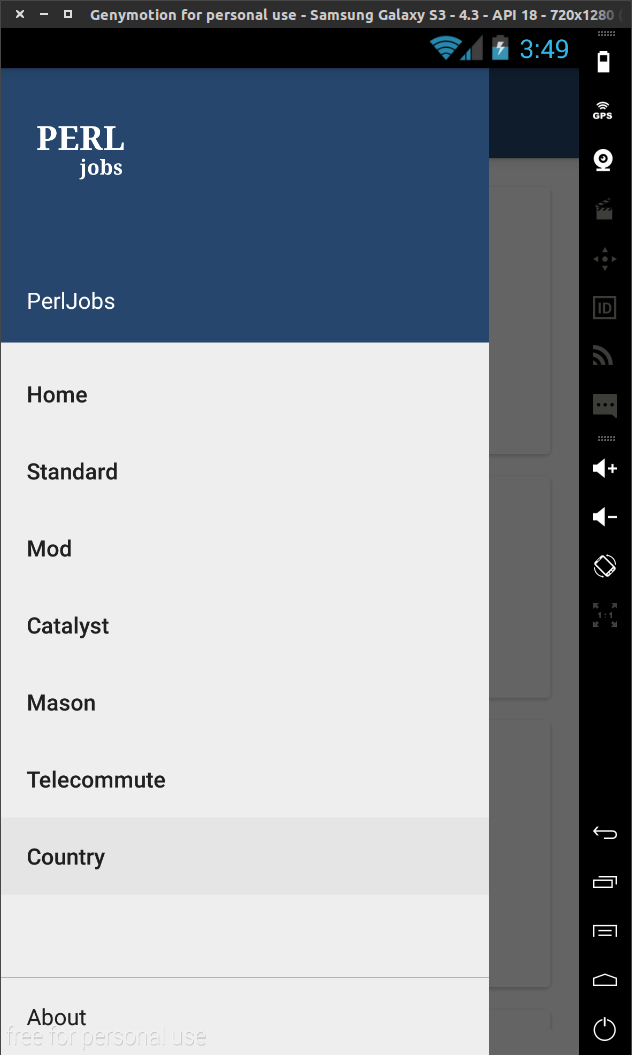 Genymotion for personal use - Samsung Galaxy S3 - 4.3 - API 18 - 720x1280 (
3:49
GPS
PERL
jobs
ID
PerlJobs
Home
Standard
Mod
Catalyst
1:1
Mason
Telecommute
Country
About
free for personal use